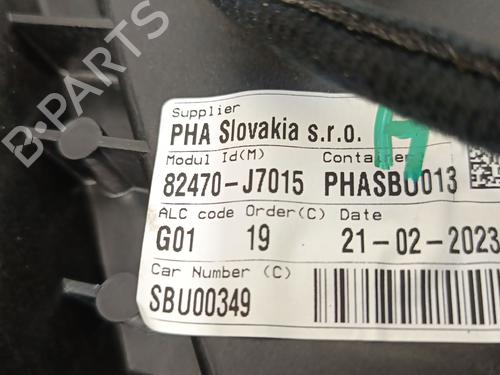 Supplier
PHA Slovakia s.r.o.
Modul Id(M) Container
82470-J7015 PHASBU013
ALC code Order(C) Date
G01 19 21-02-2023
Car Number (C)
SBU00349
H
B-PARTS